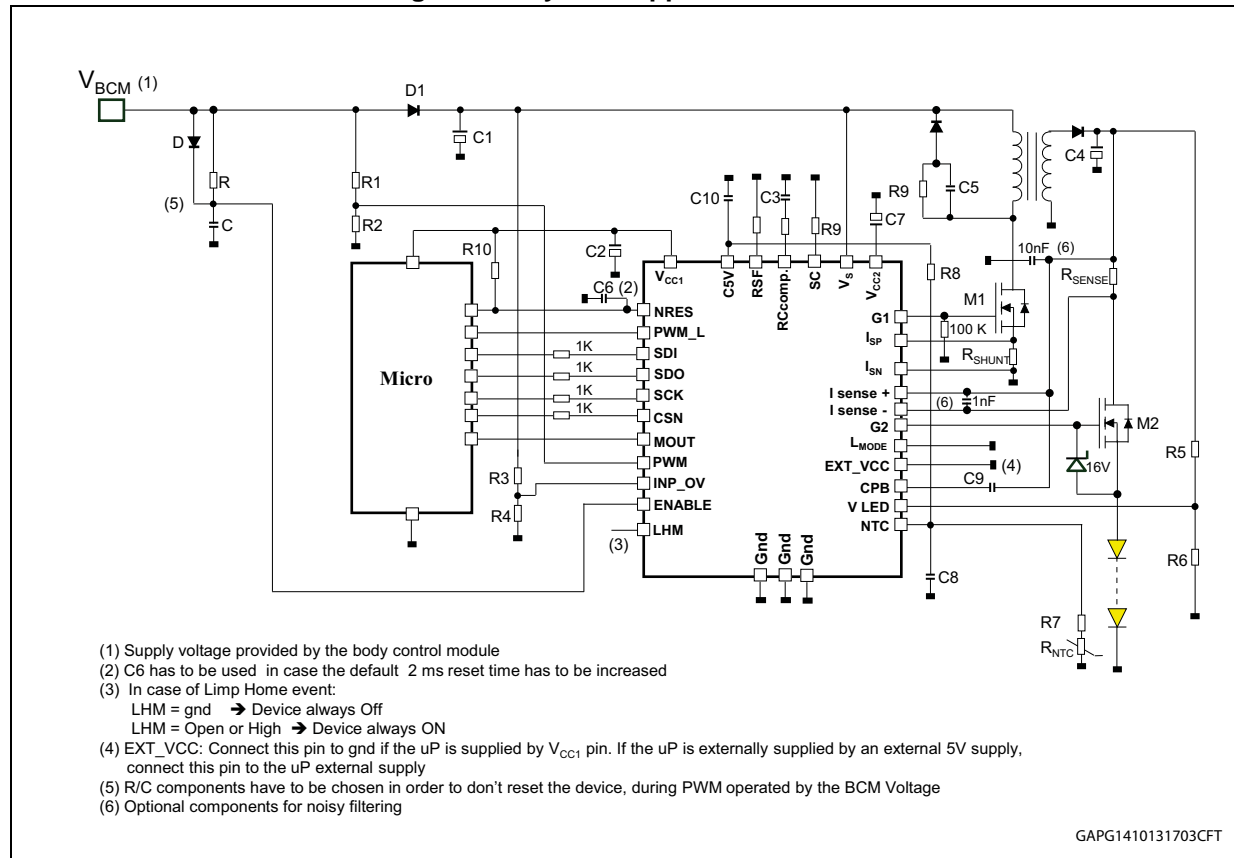 V_BCM (1)
D1
D
C1
R
(5)
C
R1
R2
R10
C2
C10
C3
R9
C7
R9
C5
C4
10nF (6)
R_SENSE
R8
M1
V_CC1
C5V
RSF
RCcomp.
SC
V_S
V_CC2
C6 (2)
Micro
1K
1K
1K
1K
NRES
PWM_L
SDI
SDO
SCK
CSN
MOUT
PWM
INP_OV
ENABLE
LHM
(3)
R3
R4
G1
I_SP
I_SN
I sense +
I sense -
G2
L_MODE
EXT_VCC
CPB
V LED
NTC
100 K
R_SHUNT
(6)
1nF
M2
16V
(4)
C9
R5
R6
Gnd
Gnd
Gnd
C8
R7
R_NTC
(1) Supply voltage provided by the body control module
(2) C6 has to be used in case the default 2 ms reset time has to be increased
(3) In case of Limp Home event:
LHM = gnd ➔ Device always Off
LHM = Open or High ➔ Device always ON
(4) EXT_VCC: Connect this pin to gnd if the uP is supplied by V_CC1 pin. If the uP is externally supplied by an external 5V supply,
connect this pin to the uP external supply
(5) R/C components have to be chosen in order to don't reset the device, during PWM operated by the BCM Voltage
(6) Optional components for noisy filtering
GAPG1410131703CFT